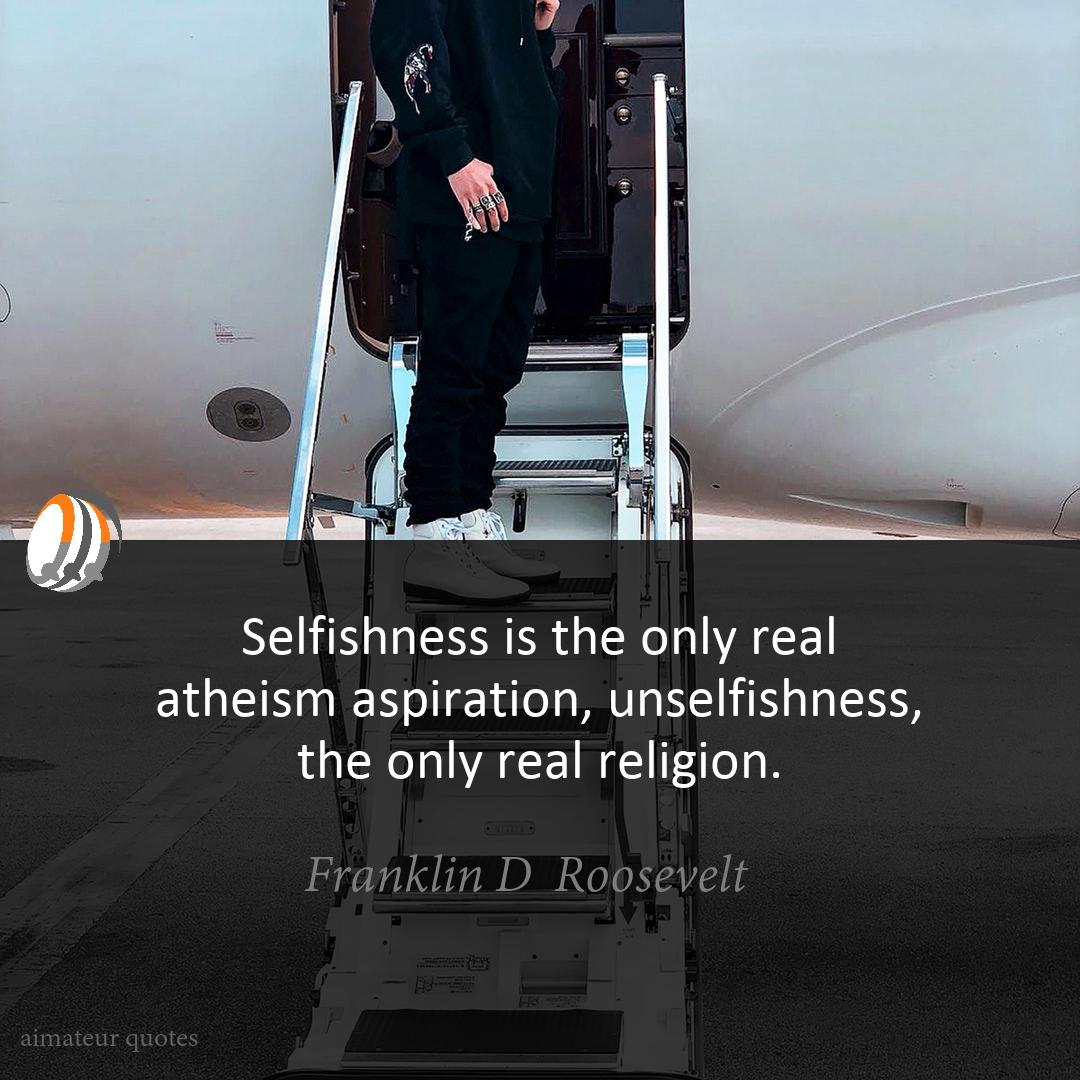 Selfishness is the only real
atheism aspiration, unselfishness,
the only real religion.
Franklin D Roosevelt
aimateur quotes